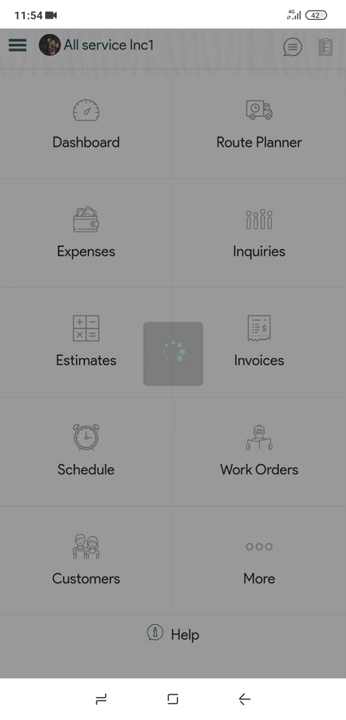 11:54
4G
42
All service Inc1
Dashboard
Route Planner
Expenses
Inquiries
Estimates
Invoices
Schedule
Work Orders
Customers
More
Help